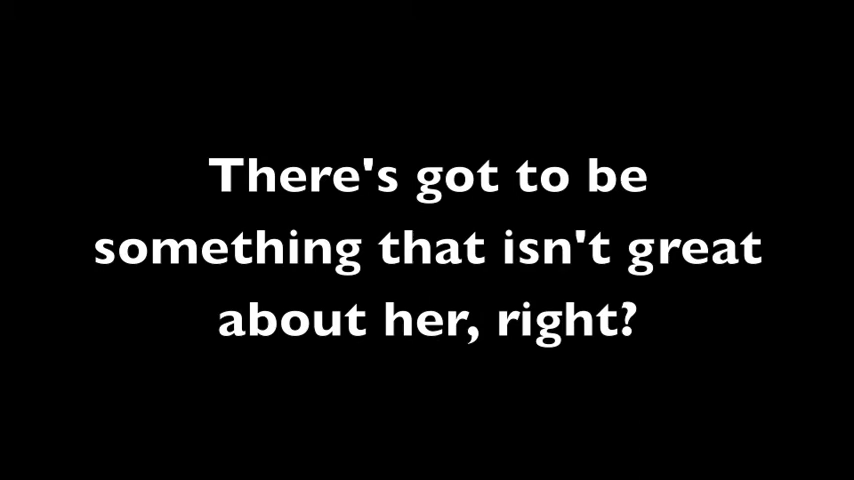 There's got to be
something that isn't great
about her, right?